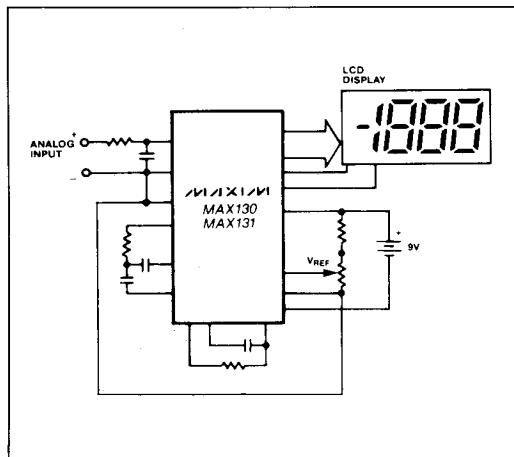 LCD
DISPLAY
-1888
+
ANALOG
INPUT
-
MAXIM
MAX130
MAX131
VREF
+
9V